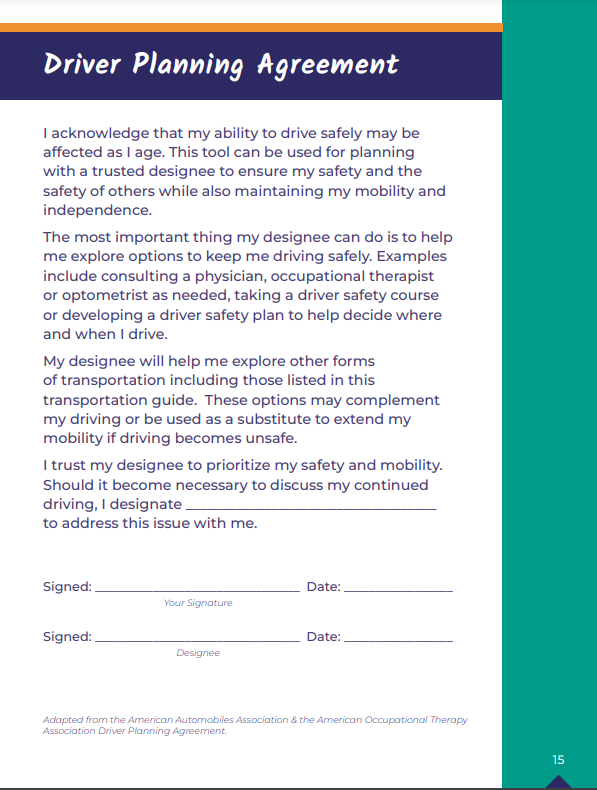 Driver Planning Agreement
I acknowledge that my ability to drive safely may be
affected as I age. This tool can be used for planning
with a trusted designee to ensure my safety and the
safety of others while also maintaining my mobility and
independence.
The most important thing my designee can do is to help
me explore options to keep me driving safely. Examples
include consulting a physician, occupational therapist
or optometrist as needed, taking a driver safety course
or developing a driver safety plan to help decide where
and when I drive.
My designee will help me explore other forms
of transportation including those listed in this
transportation guide.  These options may complement
my driving or be used as a substitute to extend my
mobility if driving becomes unsafe.
I trust my designee to prioritize my safety and mobility.
Should it become necessary to discuss my continued
driving, I designate ________________________________
to address this issue with me.
Signed: __________________________ Date: ______________
Your Signature
Signed: __________________________ Date: ______________
Designee
Adapted from the American Automobiles Association & the American Occupational Therapy
Association Driver Planning Agreement.
15